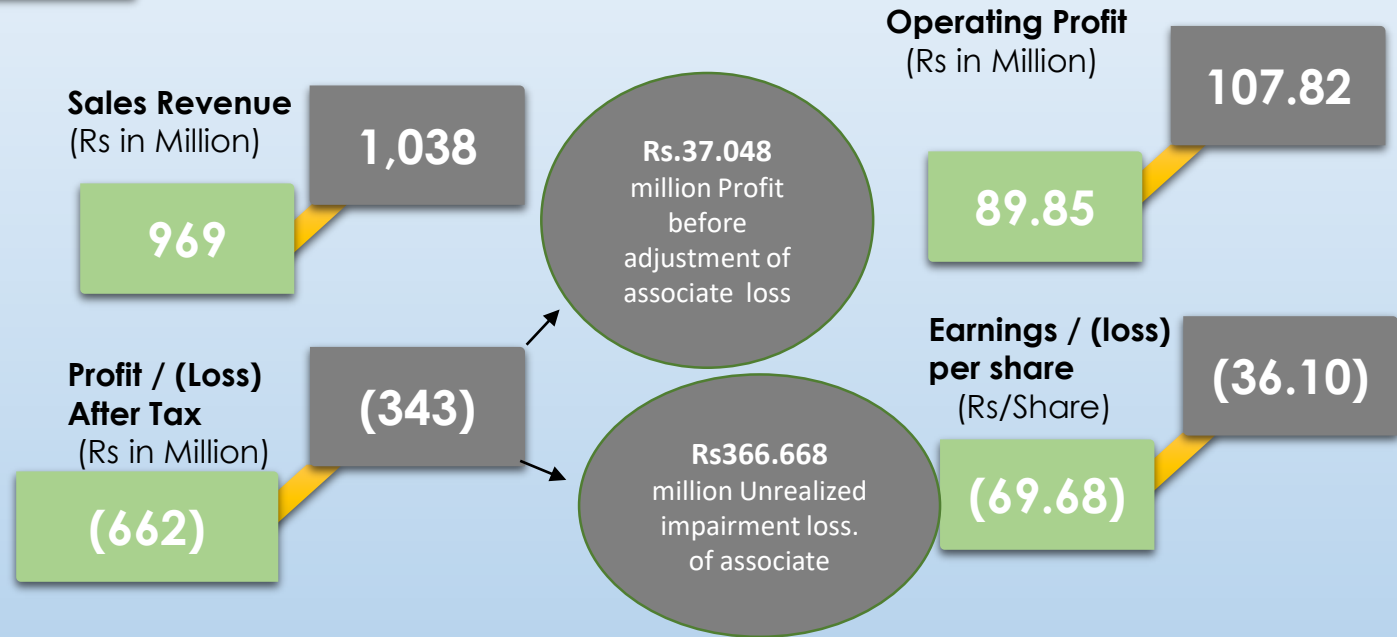 Sales Revenue
(Rs in Million)
1,038
969
Operating Profit
(Rs in Million)
107.82
89.85
Rs.37.048
million Profit
before
adjustment of
associate loss
Profit / (Loss)
After Tax
(Rs in Million)
(343)
(662)
Rs366.668
million Unrealized
impairment loss.
of associate
Earnings / (loss)
per share
(Rs/Share)
(36.10)
(69.68)